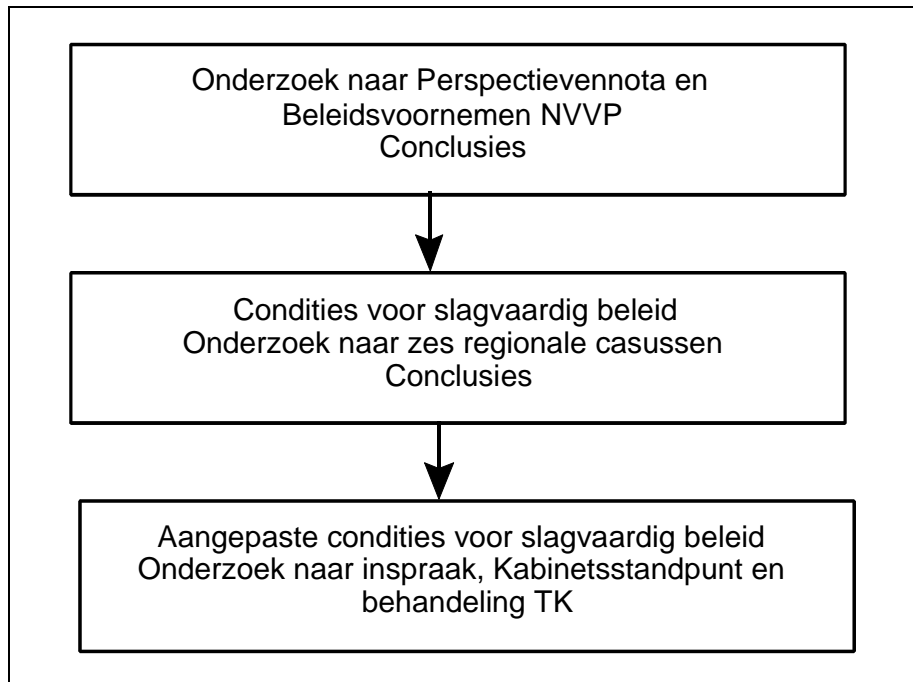 Onderzoek naar Perspectievennota en
Beleidsvoornemen NVVP
Conclusies
Condities voor slagvaardig beleid
Onderzoek naar zes regionale casussen
Conclusies
Aangepaste condities voor slagvaardig beleid
Onderzoek naar inspraak, Kabinetsstandpunt en
behandeling TK